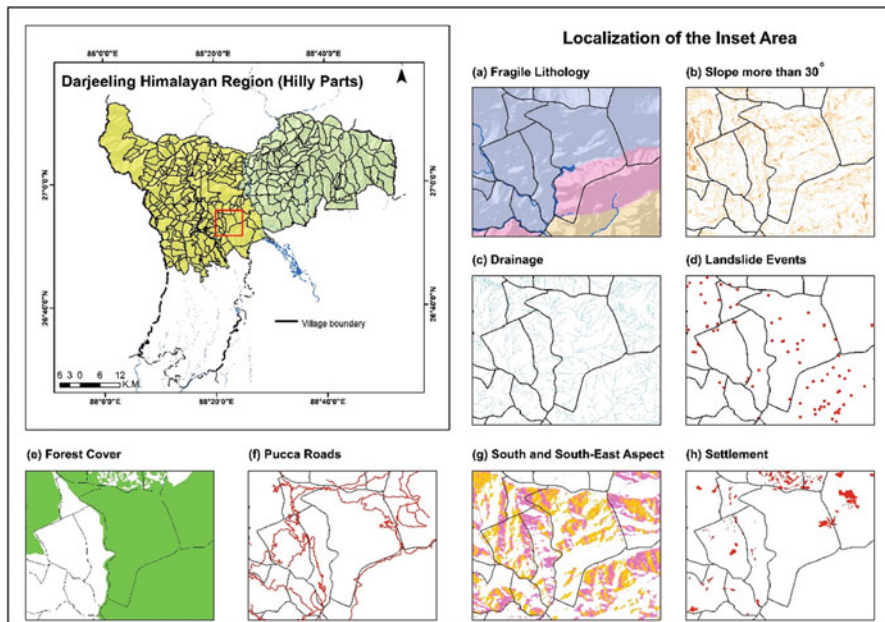 Localization of the Inset Area
88°0'0"E
88°20'0"E
88°40'0"E
Darjeeling Himalayan Region (Hilly Parts)
27°0'0"N
27°0'0"N
26°40'0"N
26°40'0"N
Village boundary
6 3 0 6 12
K.M.
88°0'0"E
88°20'0"E
88°40'0"E
(a) Fragile Lithology
(b) Slope more than 30°
(c) Drainage
(d) Landslide Events
(e) Forest Cover
(f) Pucca Roads
(g) South and South-East Aspect
(h) Settlement